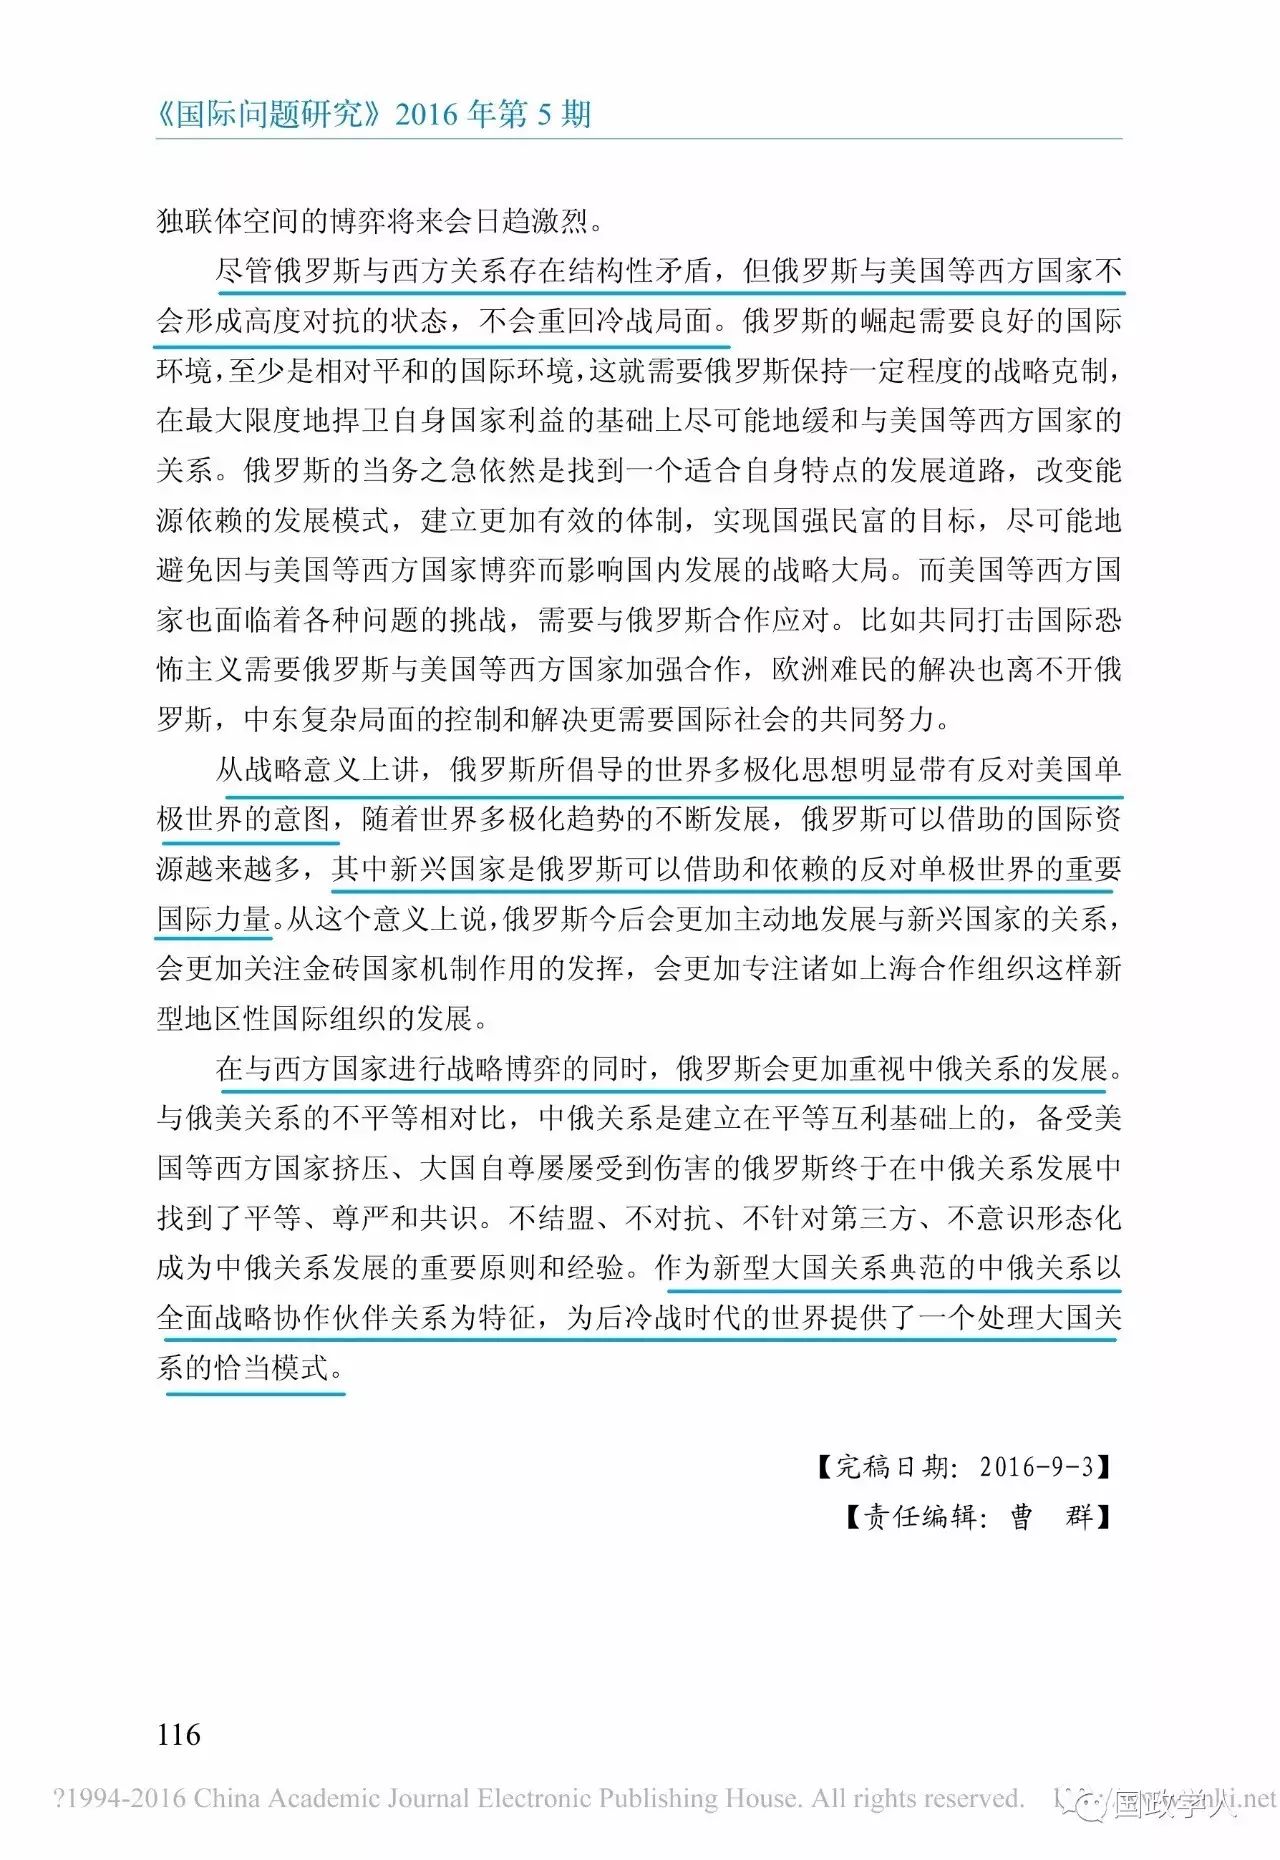 《国际问题研究》2016 年第 5 期
独联体空间的博弈将来会日趋激烈。
尽管俄罗斯与西方关系存在结构性矛盾，但俄罗斯与美国等西方国家不
会形成高度对抗的状态，不会重回冷战局面。俄罗斯的崛起需要良好的国际
环境，至少是相对平和的国际环境，这就需要俄罗斯保持一定程度的战略克制，
在最大限度地捍卫自身国家利益的基础上尽可能地缓和与美国等西方国家的
关系。俄罗斯的当务之急依然是找到一个适合自身特点的发展道路，改变能
源依赖的发展模式，建立更加有效的体制，实现国强民富的目标，尽可能地
避免因与美国等西方国家博弈而影响国内发展的战略大局。而美国等西方国
家也面临着各种问题的挑战，需要与俄罗斯合作应对。比如共同打击国际恐
怖主义需要俄罗斯与美国等西方国家加强合作，欧洲难民的解决也离不开俄
罗斯，中东复杂局面的控制和解决更需要国际社会的共同努力。
从战略意义上讲，俄罗斯所倡导的世界多极化思想明显带有反对美国单
极世界的意图，随着世界多极化趋势的不断发展，俄罗斯可以借助的国际资
源越来越多，其中新兴国家是俄罗斯可以借助和依赖的反对单极世界的重要
国际力量。从这个意义上说，俄罗斯今后会更加主动地发展与新兴国家的关系，
会更加关注金砖国家机制作用的发挥，会更加专注诸如上海合作组织这样新
型地区性国际组织的发展。
在与西方国家进行战略博弈的同时，俄罗斯会更加重视中俄关系的发展。
与俄美关系的不平等相对比，中俄关系是建立在平等互利基础上的，备受美
国等西方国家挤压、大国自尊屡屡受到伤害的俄罗斯终于在中俄关系发展中
找到了平等、尊严和共识。不结盟、不对抗、不针对第三方、不意识形态化
成为中俄关系发展的重要原则和经验。作为新型大国关系典范的中俄关系以
全面战略协作伙伴关系为特征，为后冷战时代的世界提供了一个处理大国关
系的恰当模式。
【完稿日期：2016-9-3】
【责任编辑：曹　群】
116
?1994-2016 China Academic Journal Electronic Publishing House. All rights reserved.
国政学人